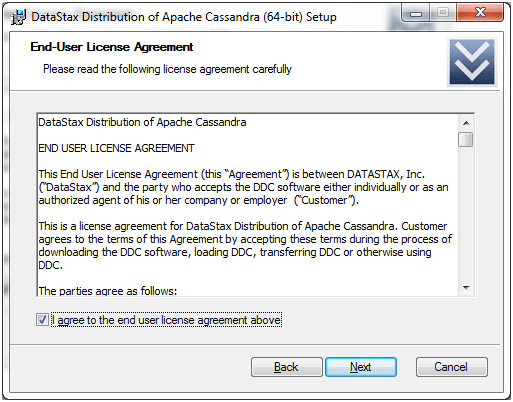 DataStax Distribution of Apache Cassandra (64-bit) Setup
End-User License Agreement
Please read the following license agreement carefully
DataStax Distribution of Apache Cassandra
END USER LICENSE AGREEMENT
This End User License Agreement (this “Agreement”) is between DATASTAX, Inc.
(“DataStax”) and the party who accepts the DDC software either individually or as an
authorized agent of his or her company or employer  (“Customer”).
This is a license agreement for DataStax Distribution of Apache Cassandra. Customer
agrees to the terms of this Agreement by accepting these terms during the process of
downloading the DDC software, loading DDC, transferring DDC or otherwise using
DDC.
The parties agree as follows:
I agree to the end user license agreement above
Back Next Cancel